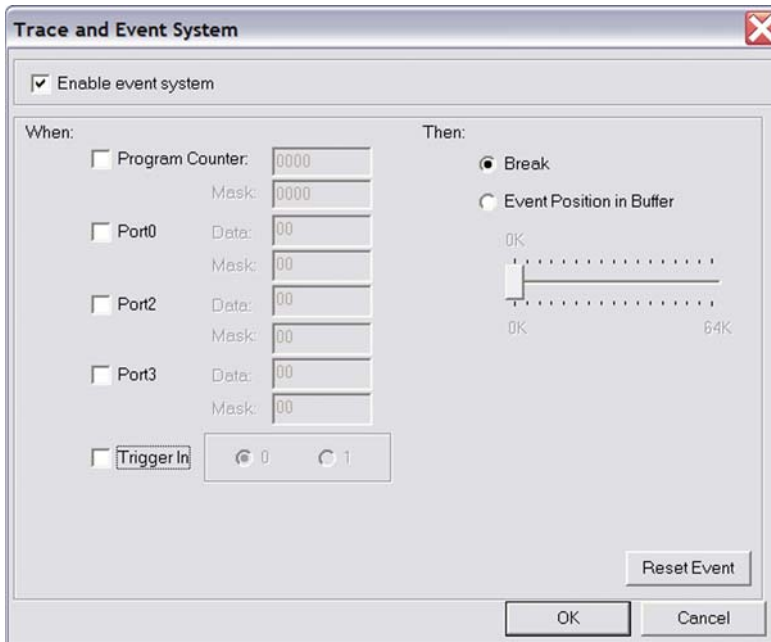 Trace and Event System
Enable event system
When:
Program Counter: 0000
Mask: 0000
Port0 Data: 00
Mask: 00
Port2 Data: 00
Mask: 00
Port3 Data: 00
Mask: 00
Trigger In 0 1
Then:
Break
Event Position in Buffer
0K
0K 64K
Reset Event
OK Cancel